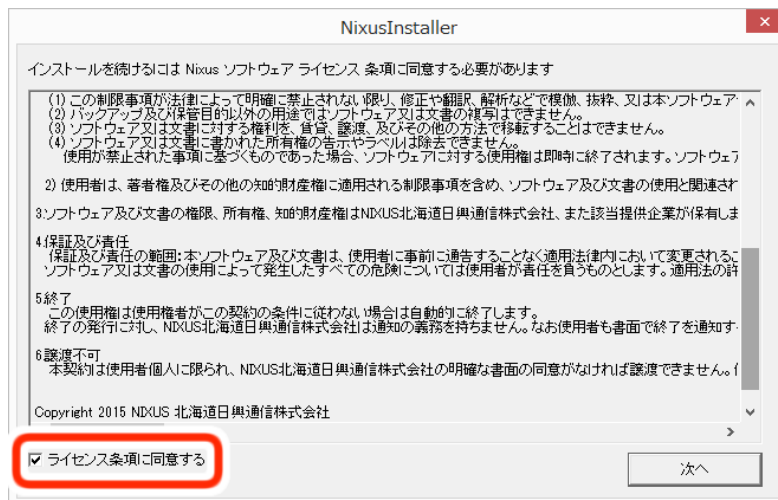 NixusInstaller
インストールを続けるには Nixus ソフトウェア ライセンス 条項に同意する必要があります
(1) この制限事項が法律によって明確に禁止されない限り、修正や翻訳、解析などで模倣、抜粋、又は本ソフトウェア
(2) バックアップ及び保管目的以外の用途ではソフトウェア又は文書の複写はできません。
(3) ソフトウェア又は文書に対する権利を、賃貸、譲渡、及びその他の方法で移転することはできません。
(4) ソフトウェア又は文書に書かれた所有権の告示やラベルは除去できません。
使用が禁止された事項に基づくものであった場合、ソフトウェアに対する使用権は即時に終了されます。ソフトウェア
2) 使用者は、著者権及びその他の知的財産権に適用される制限事項を含め、ソフトウェア及び文書の使用と関連され
3.ソフトウェア及び文書の権限、所有権、知的財産権はNIXUS北海道日興通信株式会社、また該当提供企業が保有しま
4.保証及び責任
保証及び責任の範囲:本ソフトウェア及び文書は、使用者に事前に通告することなく適用法律内において変更されるこ
ソフトウェア又は文書の使用によって発生したすべての危険については使用者が責任を負うものとします。適用法の許
5.終了
この使用権は使用権者がこの契約の条件に従わない場合は自動的に終了します。
終了の発行に対し、NIXUS北海道日興通信株式会社は通知の義務を持ちません。なお使用者も書面で終了を通知す
6.譲渡不可
本契約は使用者個人に限られ、NIXUS北海道日興通信株式会社の明確な書面の同意がなければ譲渡できません。
Copyright 2015 NIXUS 北海道日興通信株式会社
ライセンス条項に同意する
次へ